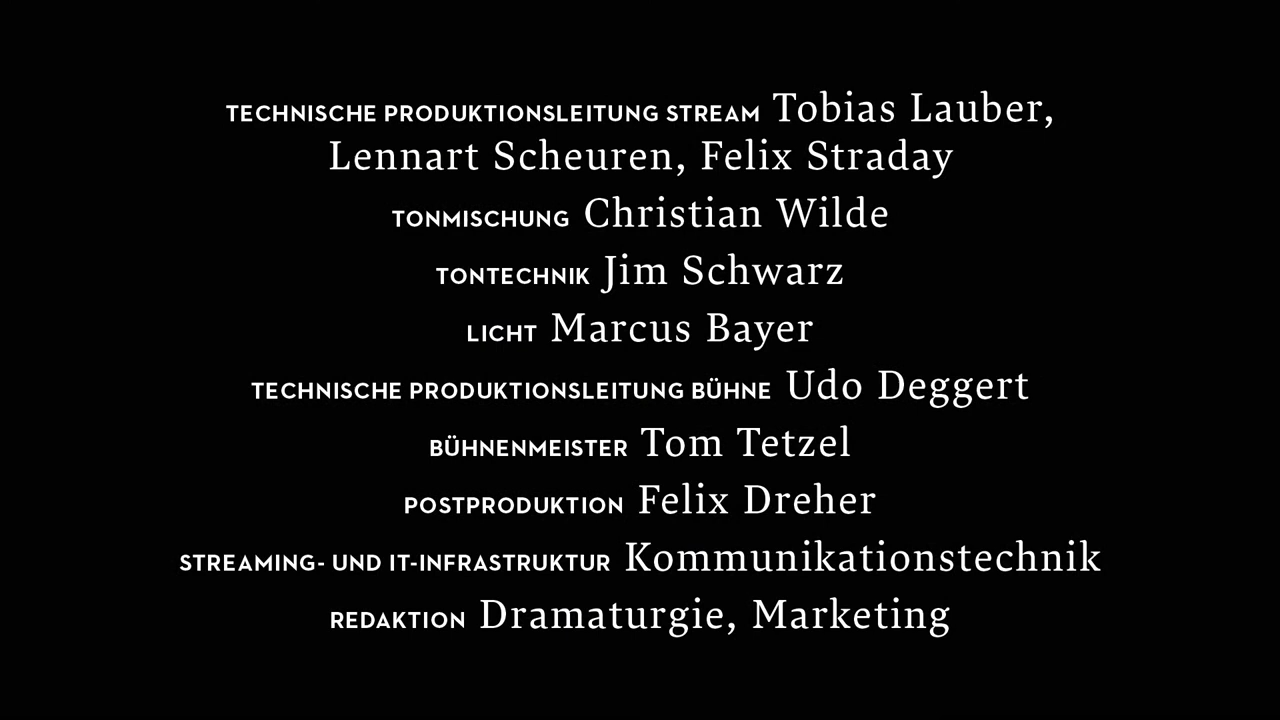 TECHNISCHE PRODUKTIONSLEITUNG STREAM Tobias Lauber,
Lennart Scheuren, Felix Straday
TONMISCHUNG Christian Wilde
TONTECHNIK Jim Schwarz
LICHT Marcus Bayer
TECHNISCHE PRODUKTIONSLEITUNG BÜHNE Udo Deggert
BÜHNENMEISTER Tom Tetzel
POSTPRODUKTION Felix Dreher
STREAMING- UND IT-INFRASTRUKTUR Kommunikationstechnik
REDAKTION Dramaturgie, Marketing